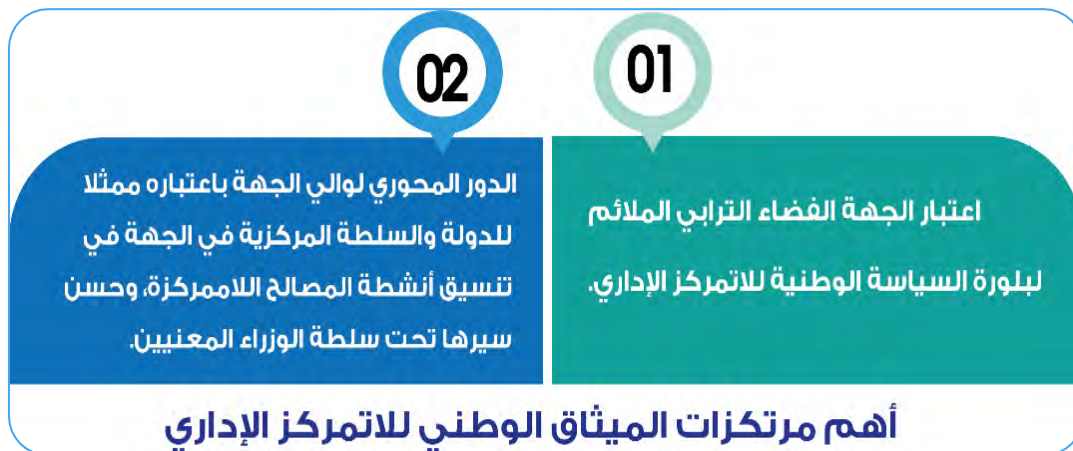 01
اعتبار الجهة الفضاء الترابي الملائم
لبلورة السياسة الوطنية للاتمركز الإداري.
02
الدور المحوري لوالي الجهة باعتباره ممثلا
للدولة والسلطة المركزية في الجهة في
تنسيق أنشطة المصالح اللاممركزة، وحسن
سيرها تحت سلطة الوزراء المعنيين.
أهم مرتكزات الميثاق الوطني للاتمركز الإداري